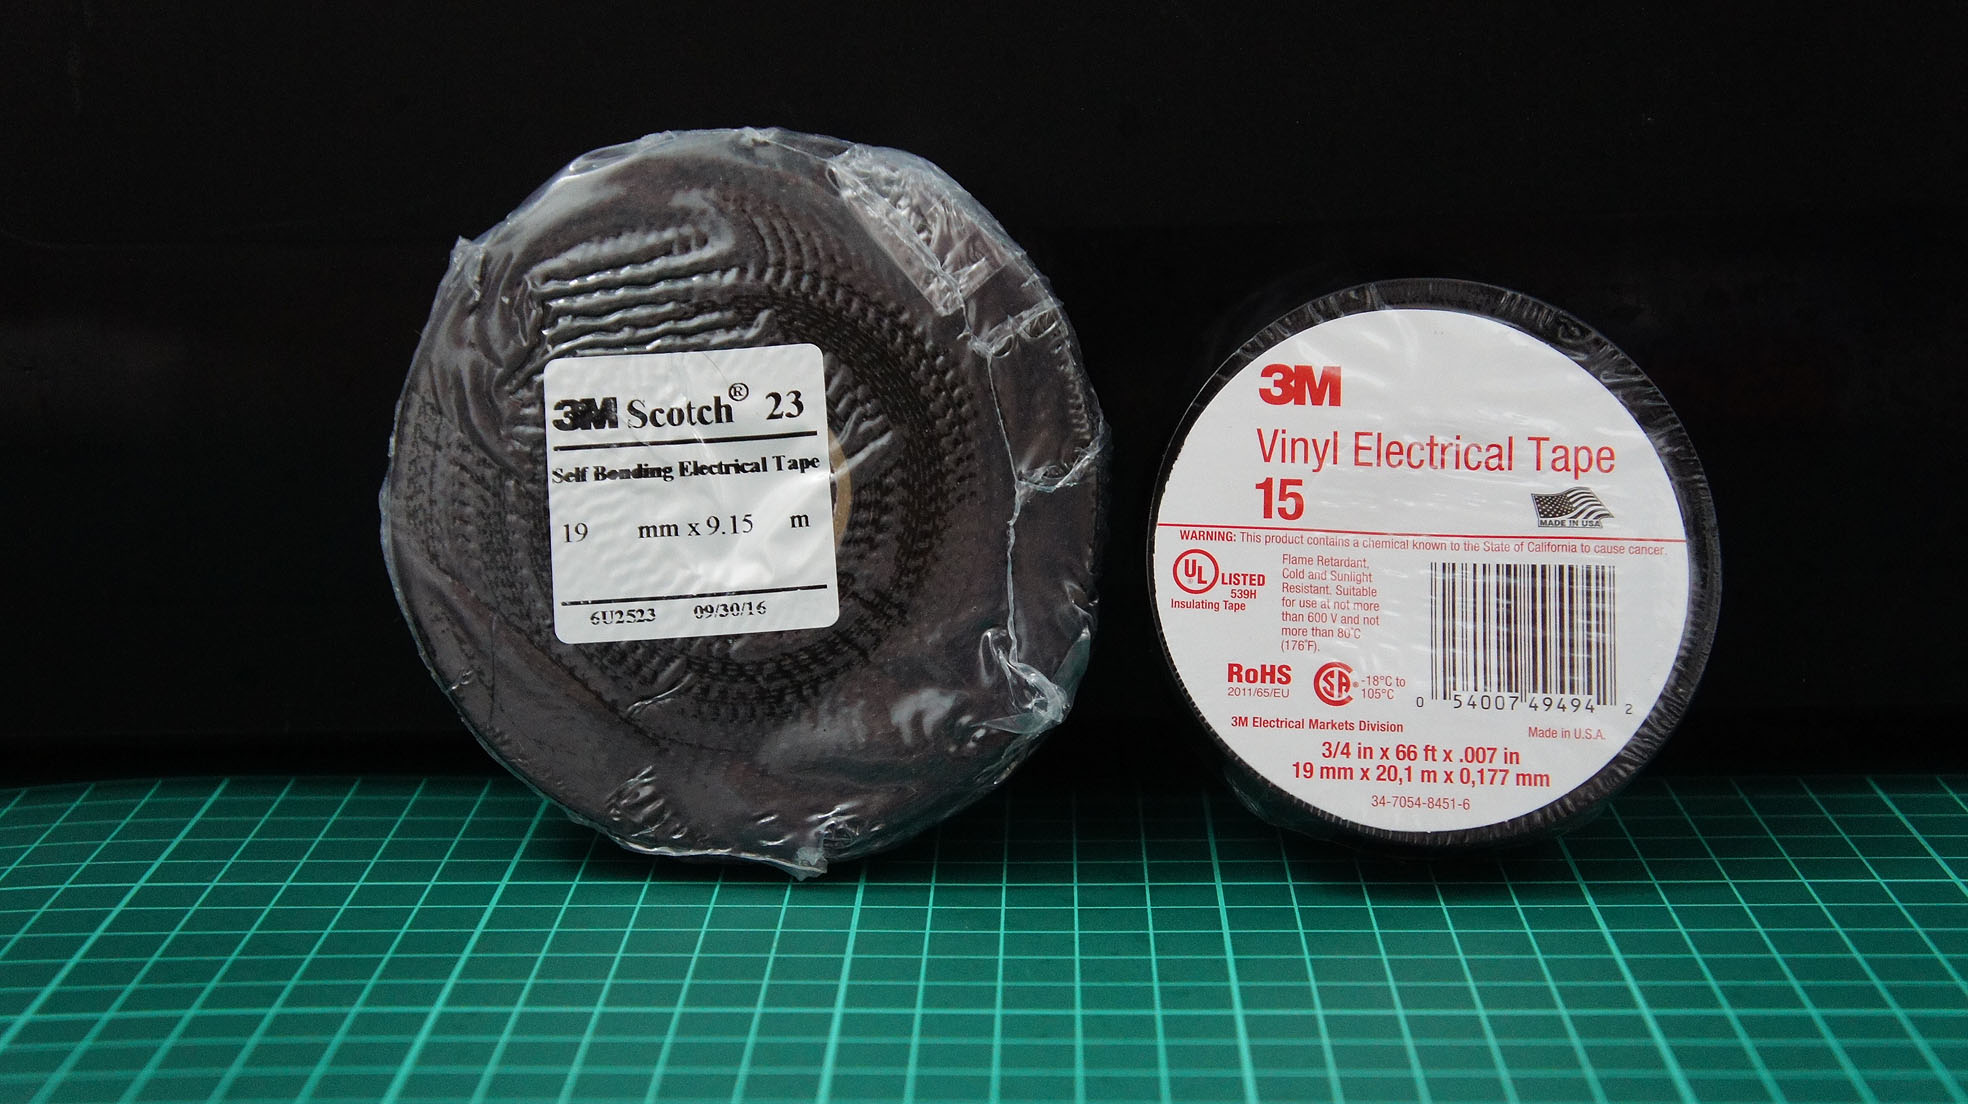 3M Scotch® 23
Self Bonding Electrical Tape
19 mm x 9.15 m
6U2523 09/30/16
3M
Vinyl Electrical Tape
15
MADE IN USA
WARNING: This product contains a chemical known to the State of California to cause cancer.
UL
LISTED
539H
Insulating Tape
Flame Retardant,
Cold and Sunlight
Resistant. Suitable
for use at not more
than 600 V and not
more than 80°C
(176°F).
RoHS
2011/65/EU
SA® -18°C to
105°C
0 54007 49494 2
3M Electrical Markets Division
Made in U.S.A.
3/4 in x 66 ft x .007 in
19 mm x 20,1 m x 0,177 mm
34-7054-8451-6